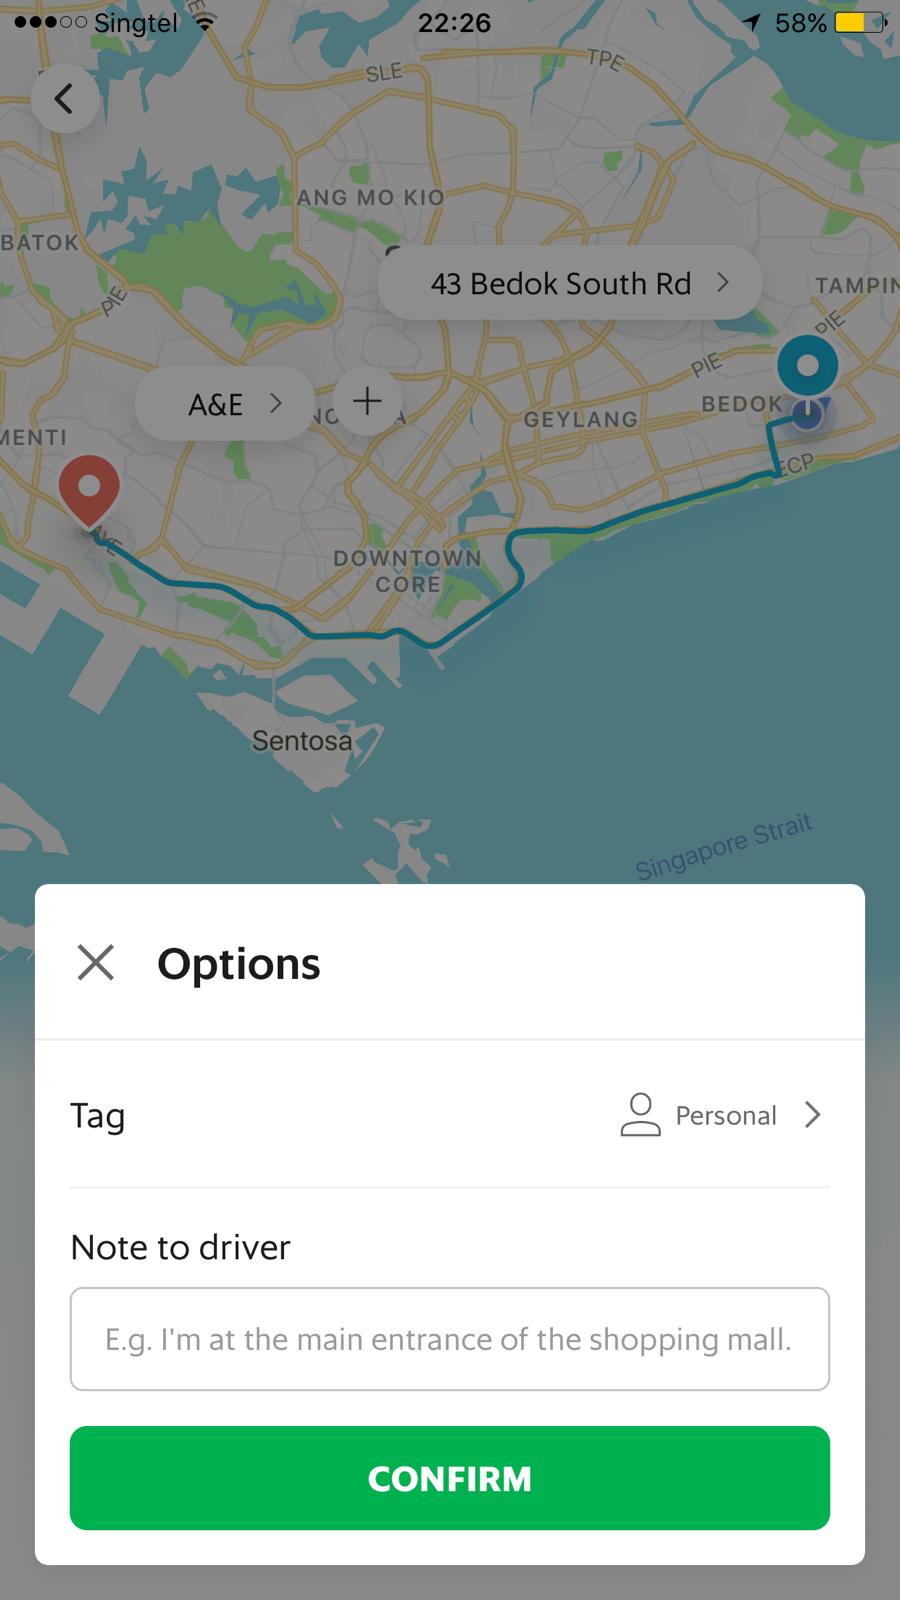 Singtel 22:26 58%
SLE
TPE
ANG MO KIO
BATOK
43 Bedok South Rd
TAMPIN
PIE
PIE
PIE
A&E
BEDOK
GEYLANG
MENTI
ECP
AYE
DOWNTOWN
CORE
Sentosa
Singapore Strait
Options
Tag
Personal
Note to driver
E.g. I'm at the main entrance of the shopping mall.
CONFIRM